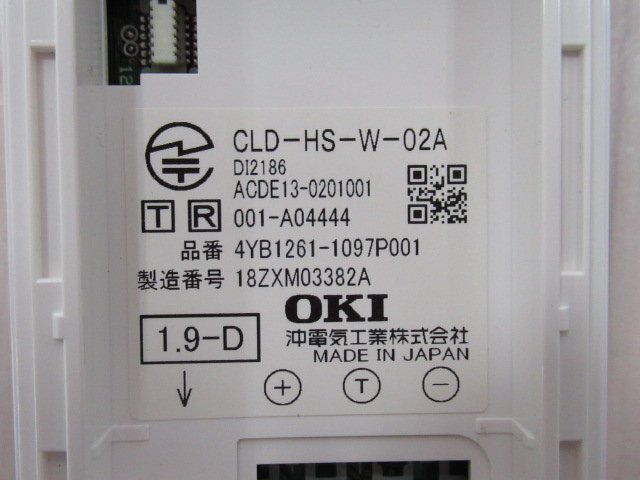 12
CLD-HS-W-02A
DI2186
ACDE13-0201001
T R 001-A04444
品番 4YB1261-1097P001
製造番号 18ZXM03382A
OKI
1.9-D
沖電気工業株式会社
MADE IN JAPAN
↓ + T −